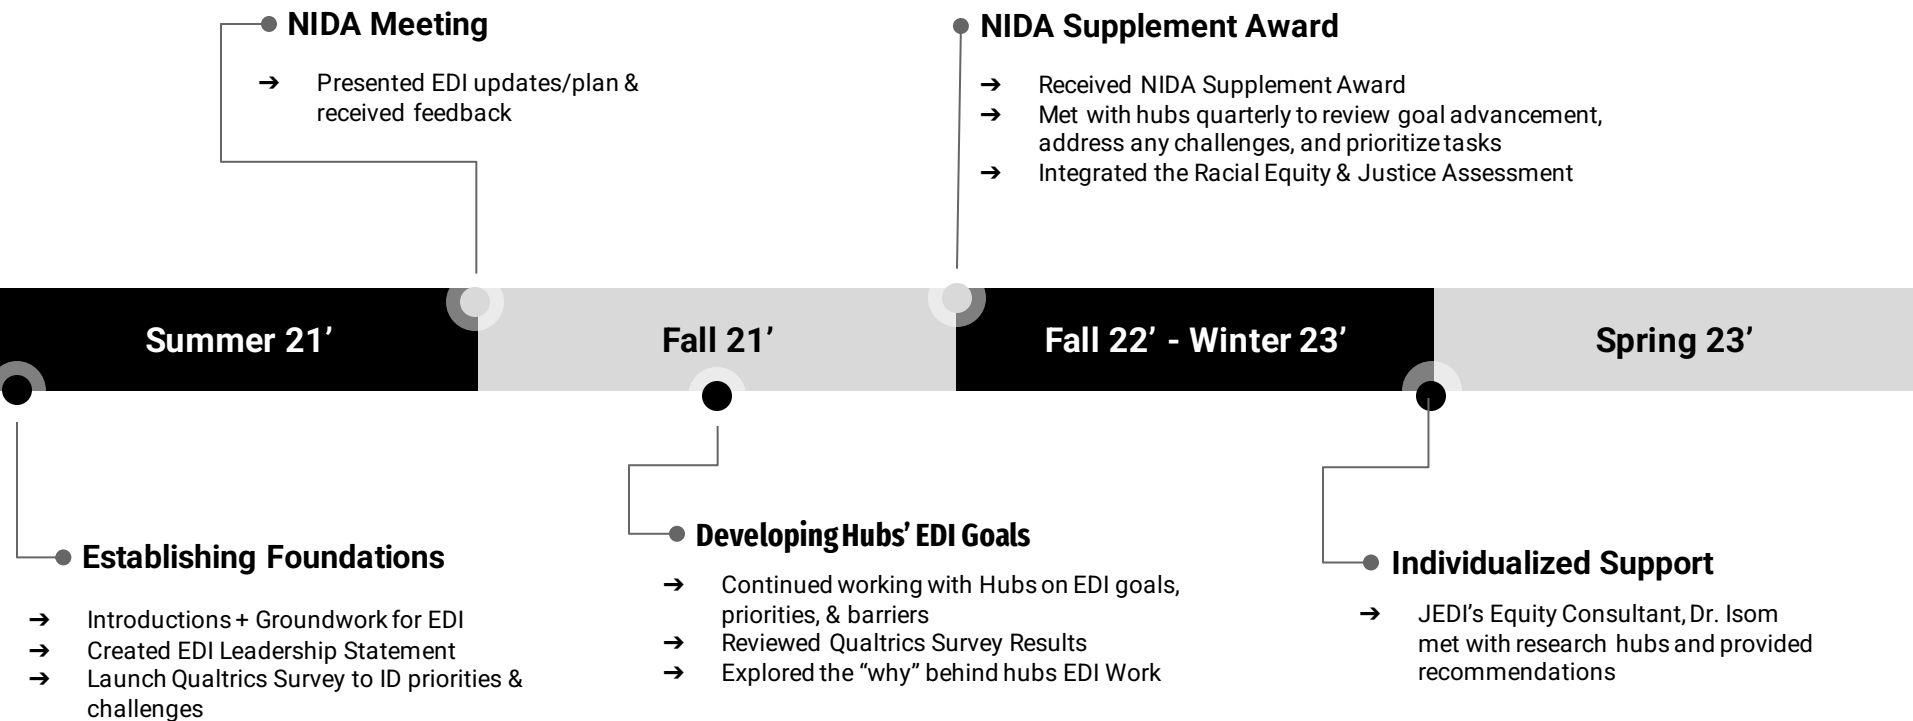 NIDA Meeting
➔ Presented EDI updates/plan &
received feedback
NIDA Supplement Award
➔ Received NIDA Supplement Award
➔ Met with hubs quarterly to review goal advancement,
address any challenges, and prioritize tasks
➔ Integrated the Racial Equity & Justice Assessment
Summer 21’
Fall 21’
Fall 22’ - Winter 23’
Spring 23’
Establishing Foundations
➔ Introductions + Groundwork for EDI
➔ Created EDI Leadership Statement
➔ Launch Qualtrics Survey to ID priorities &
challenges
Developing Hubs’ EDI Goals
➔ Continued working with Hubs on EDI goals,
priorities, & barriers
➔ Reviewed Qualtrics Survey Results
➔ Explored the “why” behind hubs EDI Work
Individualized Support
➔ JEDI’s Equity Consultant, Dr. Isom
met with research hubs and provided
recommendations